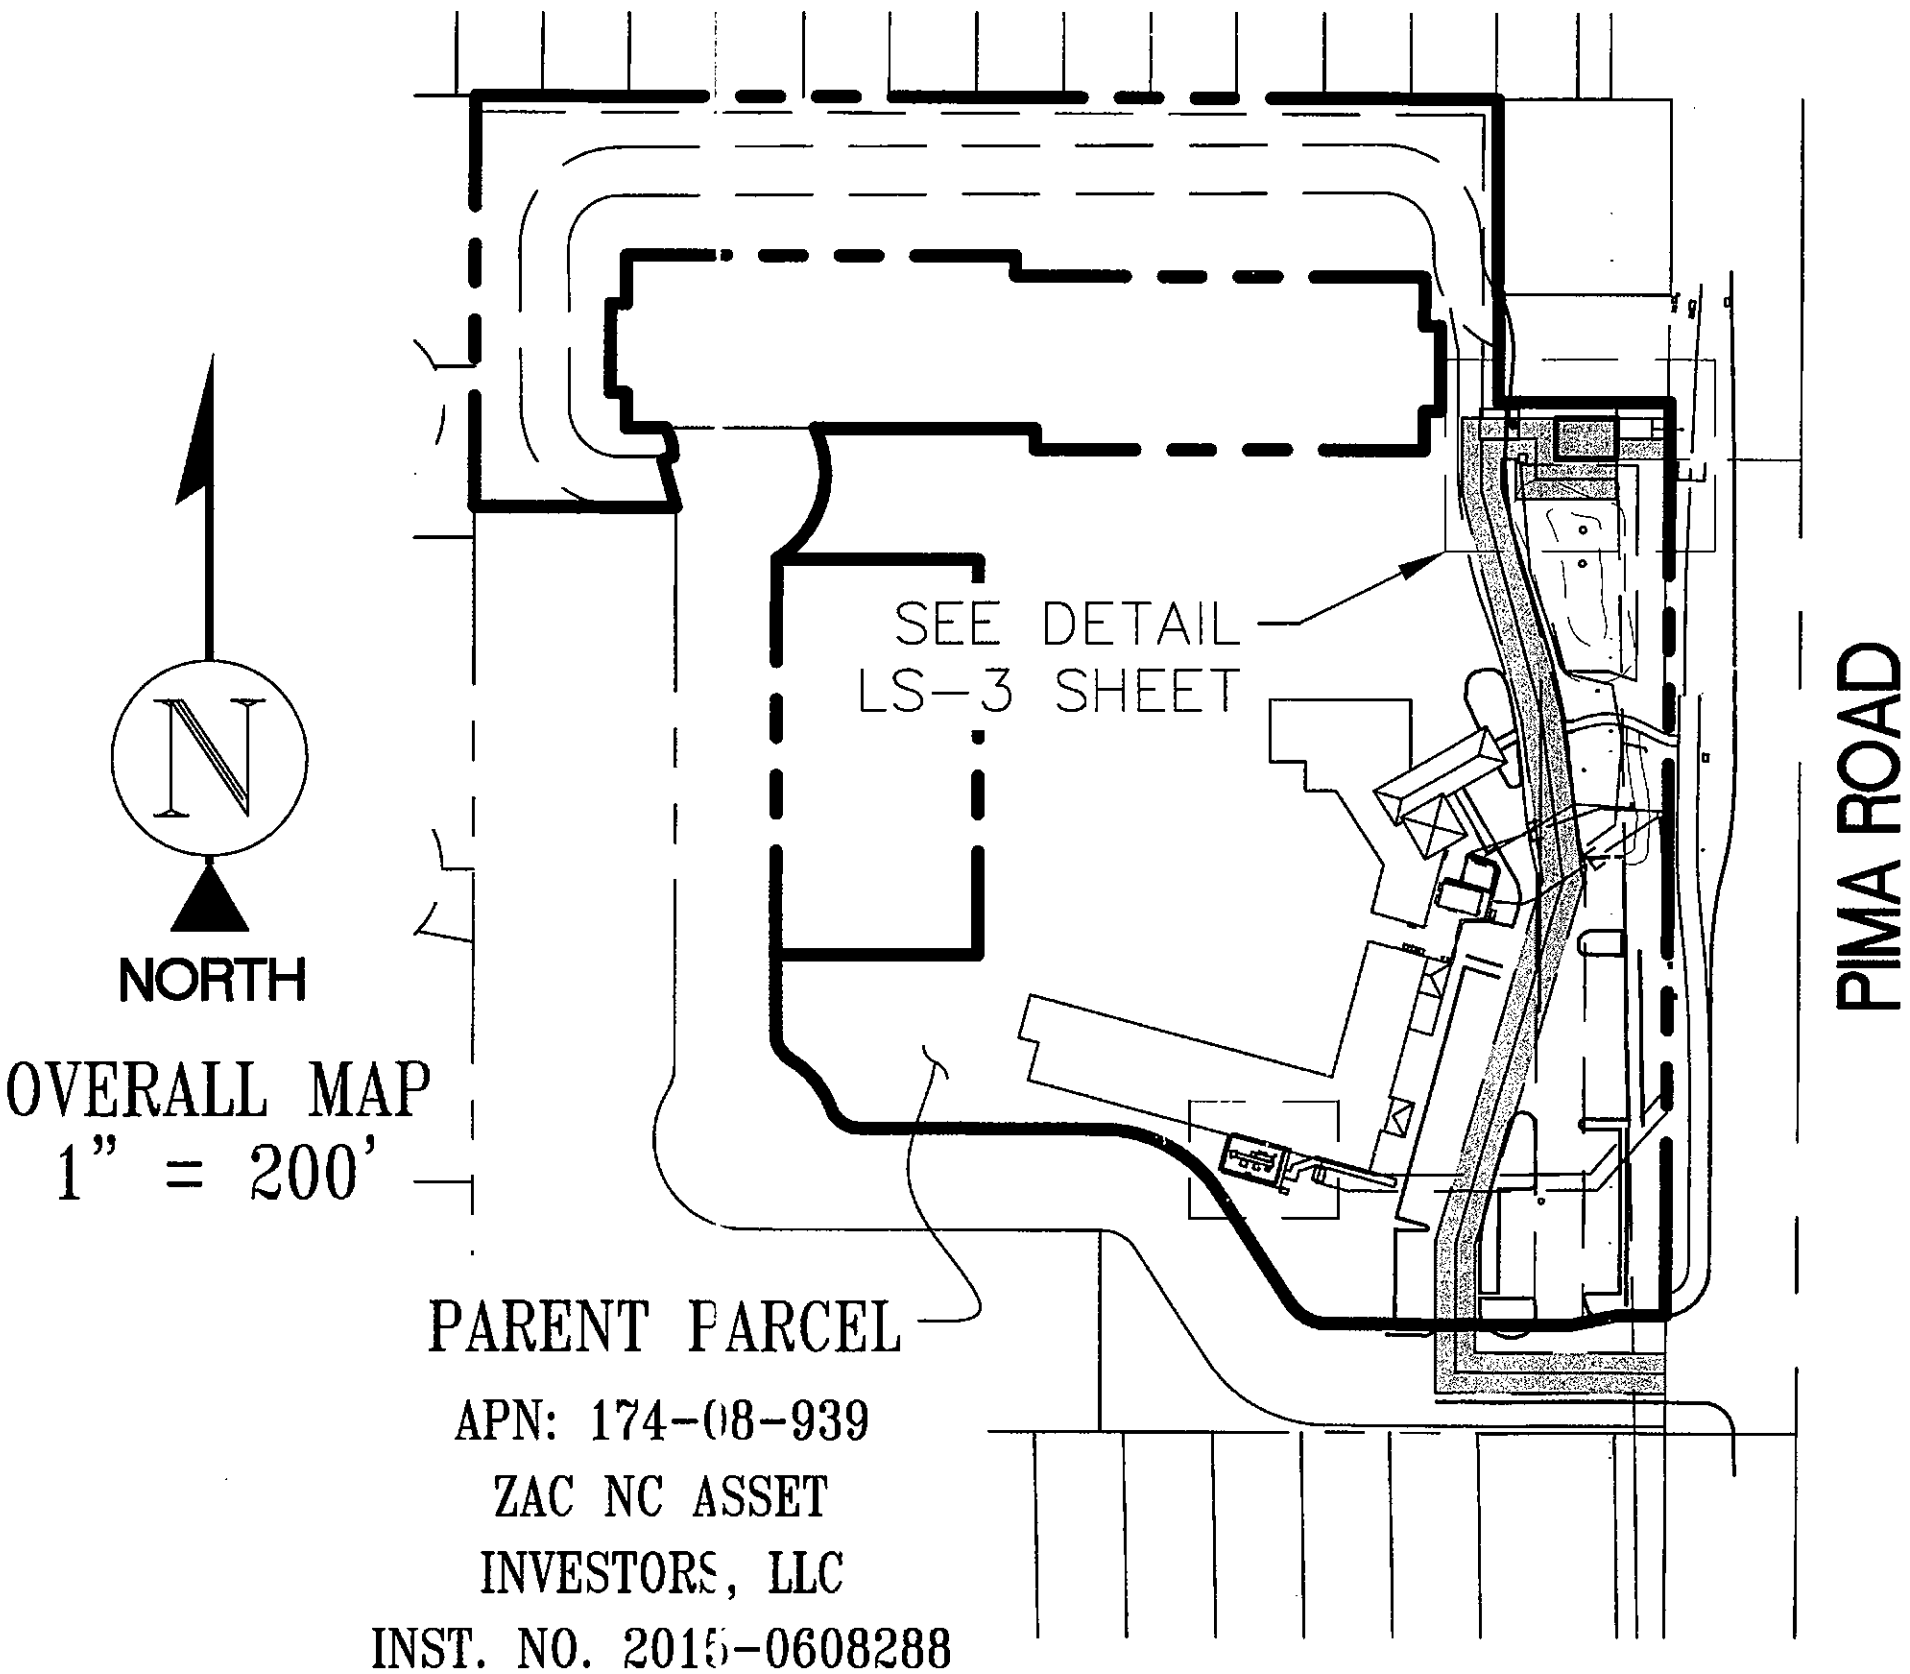 SEE DETAIL
LS-3 SHEET
PIMA ROAD
N
NORTH
OVERALL MAP
1” = 200’
PARENT PARCEL
APN: 174-08-939
ZAC NC ASSET
INVESTORS, LLC
INST. NO. 2015-0608288